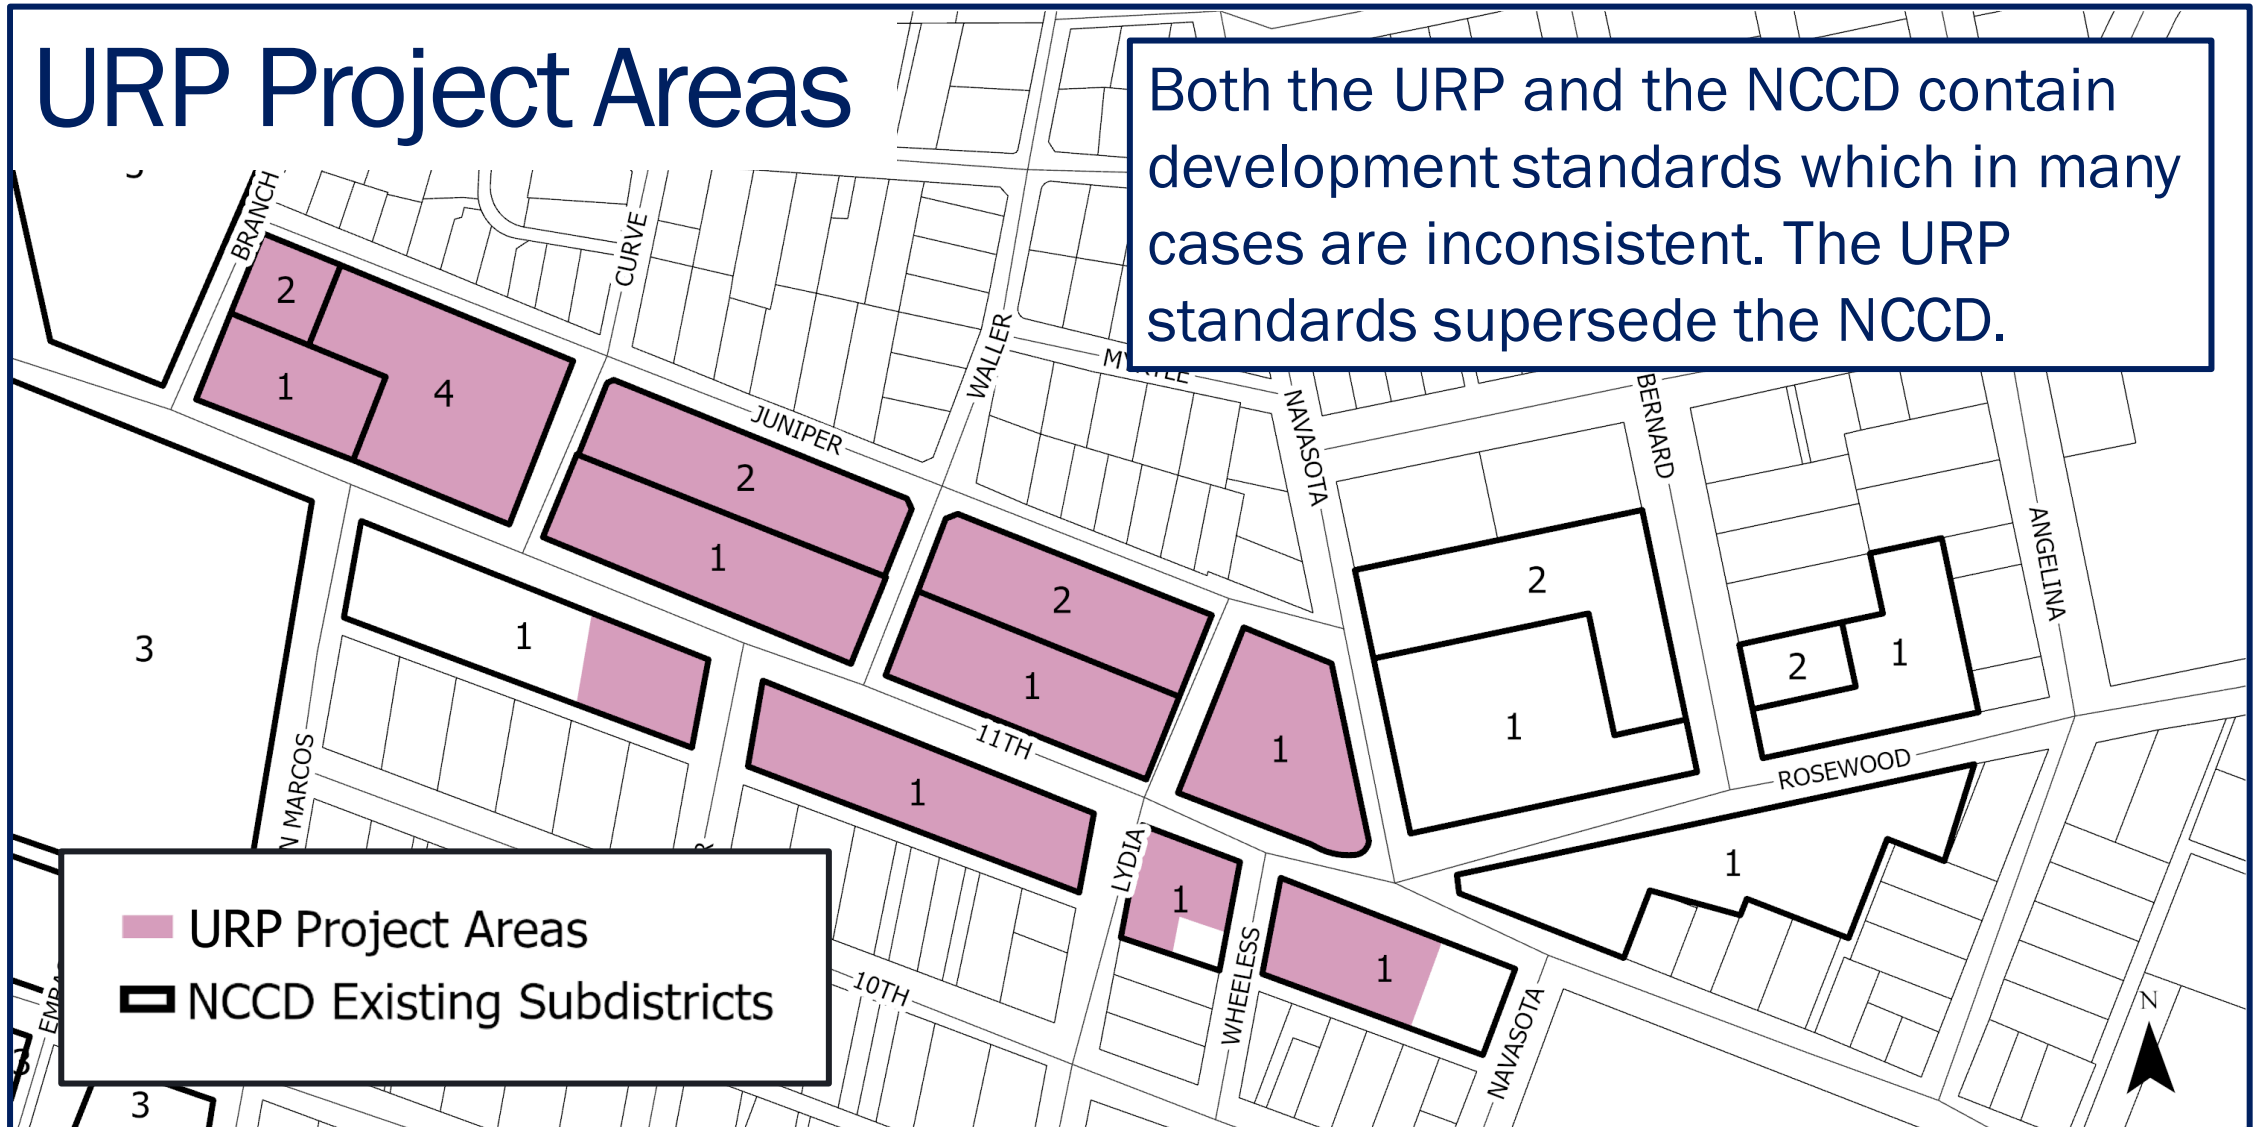 URP Project Areas
Both the URP and the NCCD contain
development standards which in many
cases are inconsistent. The URP
standards supersede the NCCD.
BRANCH
CURVE
WALLER
JUNIPER
NAVASOTA
BERNARD
ANGELINA
2
1
4
2
1
2
1
1
2
1
2
1
3
1
1
11TH
1
1
1
ROSEWOOD
LYDIA
WHEELESS
NAVASOTA
10TH
MARCOS
3
3
N
URP Project Areas
NCCD Existing Subdistricts